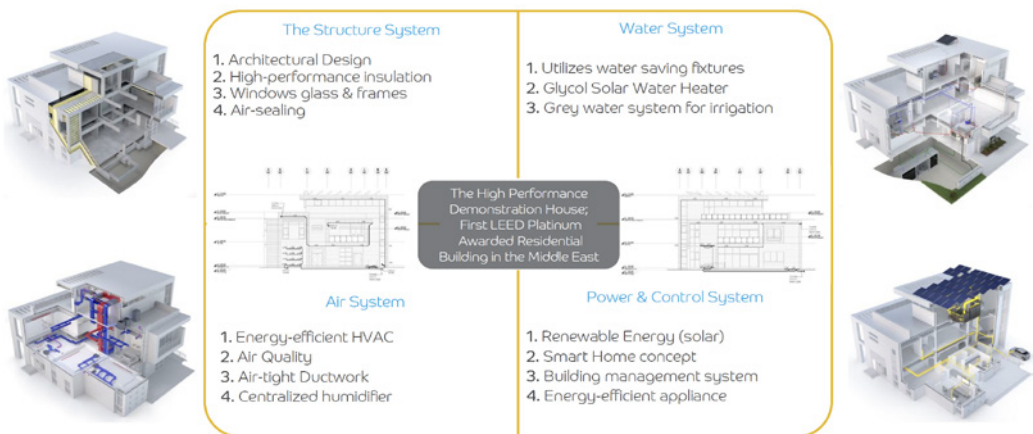 The Structure System
1. Architectural Design
2. High-performance insulation
3. Windows glass & frames
4. Air-sealing
Water System
1. Utilizes water saving fixtures
2. Glycol Solar Water Heater
3. Grey water system for irrigation
The High Performance
Demonstration House;
First LEED Platinum
Awarded Residential
Building in the Middle East
Air System
1. Energy-efficient HVAC
2. Air Quality
3. Air-tight Ductwork
4. Centralized humidifier
Power & Control System
1. Renewable Energy (solar)
2. Smart Home concept
3. Building management system
4. Energy-efficient appliance